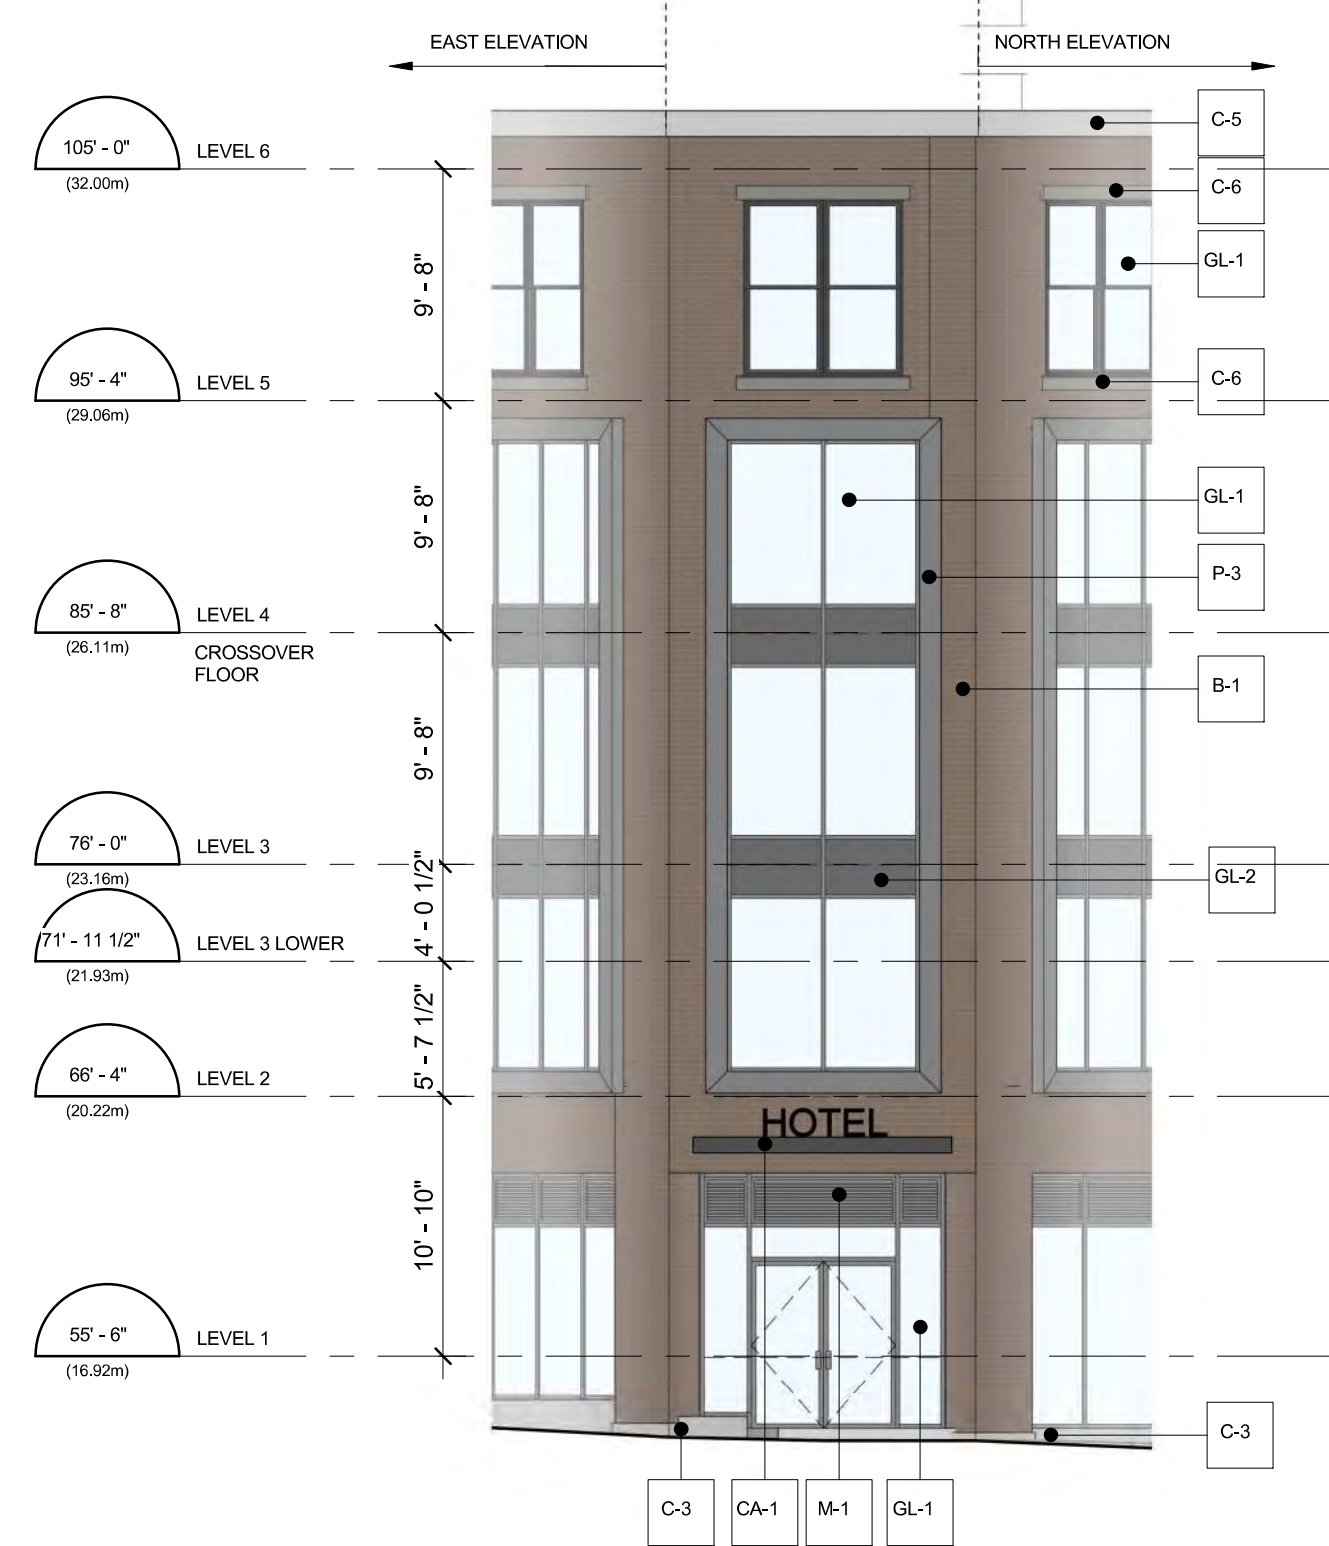 EAST ELEVATION
NORTH ELEVATION
C-5
105' - 0"
LEVEL 6
(32.00m)
C-6
GL-1
9' - 8"
C-6
95' - 4"
LEVEL 5
(29.06m)
GL-1
9' - 8"
P-3
85' - 8"
LEVEL 4
(26.11m)
CROSSOVER
FLOOR
B-1
9' - 8"
76' - 0"
LEVEL 3
(23.16m)
GL-2
4' - 0 1/2"
71' - 11 1/2"
LEVEL 3 LOWER
(21.93m)
5' - 7 1/2"
66' - 4"
LEVEL 2
(20.22m)
HOTEL
10' - 10"
55' - 6"
LEVEL 1
(16.92m)
C-3
C-3
CA-1
M-1
GL-1